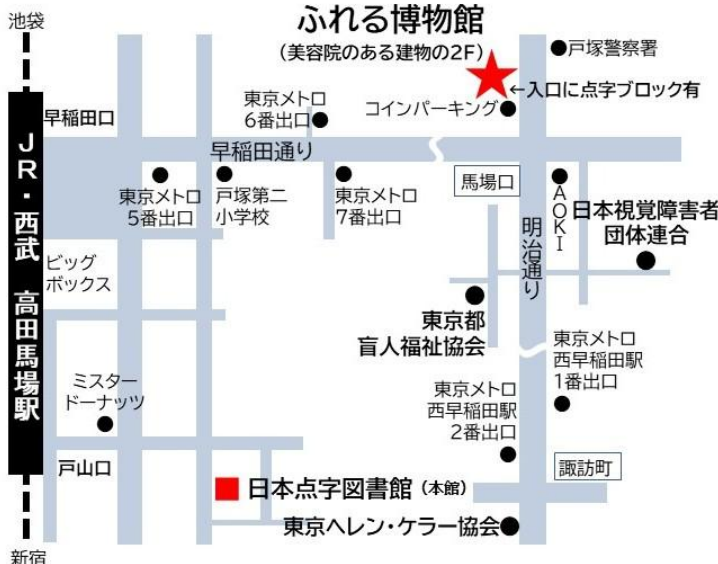 池袋
ふれる博物館
(美容院のある建物の2F)
戸塚警察署
←入口に点字ブロック有
コインパーキング
東京メトロ
6番出口
早稲田口
早稲田通り
JR・西武 高田馬場駅
東京メトロ
5番出口
戸塚第二
小学校
東京メトロ
7番出口
馬場口
AOKI
日本視覚障害者
団体連合
明治通り
ビッグ
ボックス
東京都
盲人福祉協会
東京メトロ
西早稲田駅
1番出口
ミスター
ドーナッツ
東京メトロ
西早稲田駅
2番出口
戸山口
諏訪町
日本点字図書館(本館)
東京ヘレン・ケラー協会
新宿